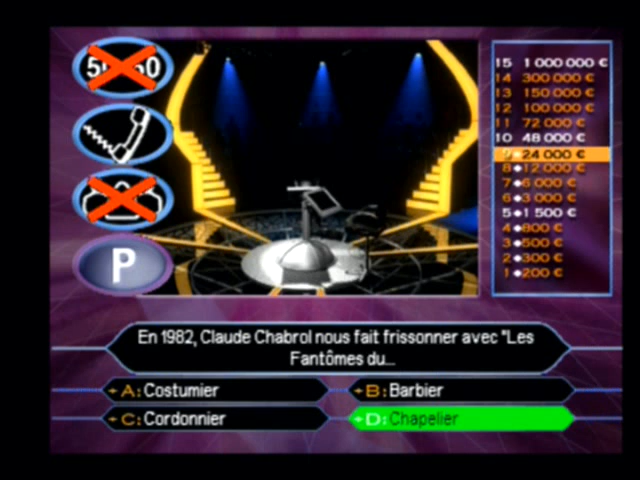 50 50
P
15 1 000 000 €
14 300 000 €
13 150 000 €
12 100 000 €
11 72 000 €
10 48 000 €
9 ◆ 24 000 €
8 ◆ 12 000 €
7 ◆ 6 000 €
6 ◆ 3 000 €
5 ◆ 1 500 €
4 ◆ 800 €
3 ◆ 500 €
2 ◆ 300 €
1 ◆ 200 €
En 1982, Claude Chabrol nous fait frissonner avec "Les
Fantômes du...
A: Costumier
B: Barbier
C: Cordonnier
D: Chapelier